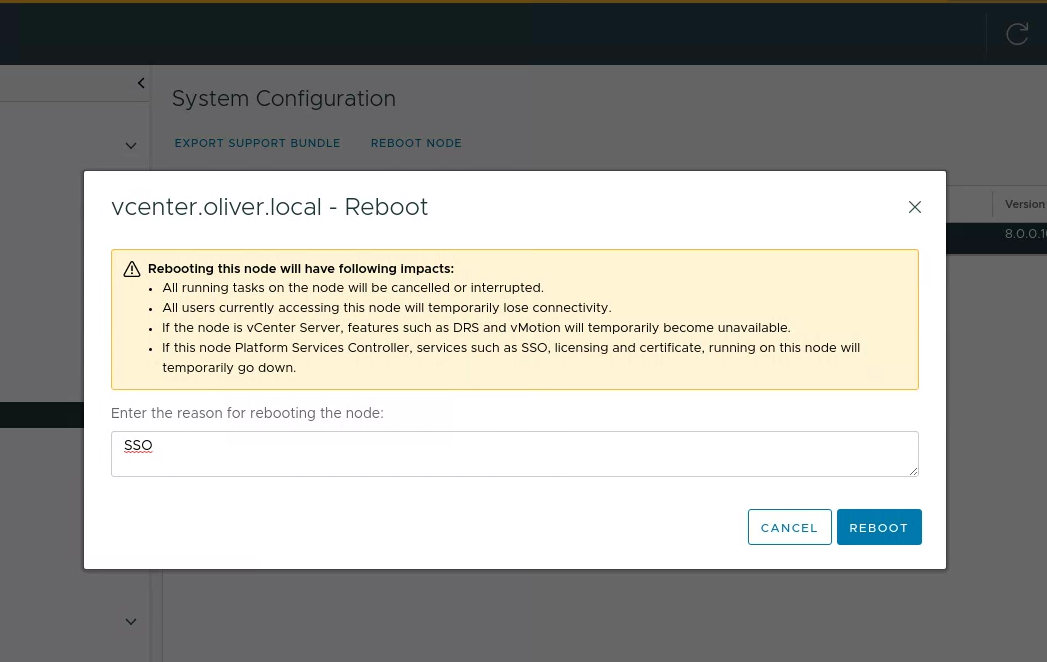 System Configuration
EXPORT SUPPORT BUNDLE REBOOT NODE
vcenter.oliver.local - Reboot
Version
8.0.0.1
Rebooting this node will have following impacts:
All running tasks on the node will be cancelled or interrupted.
All users currently accessing this node will temporarily lose connectivity.
If the node is vCenter Server, features such as DRS and vMotion will temporarily become unavailable.
If this node Platform Services Controller, services such as SSO, licensing and certificate, running on this node will
temporarily go down.
Enter the reason for rebooting the node:
SSO
CANCEL REBOOT